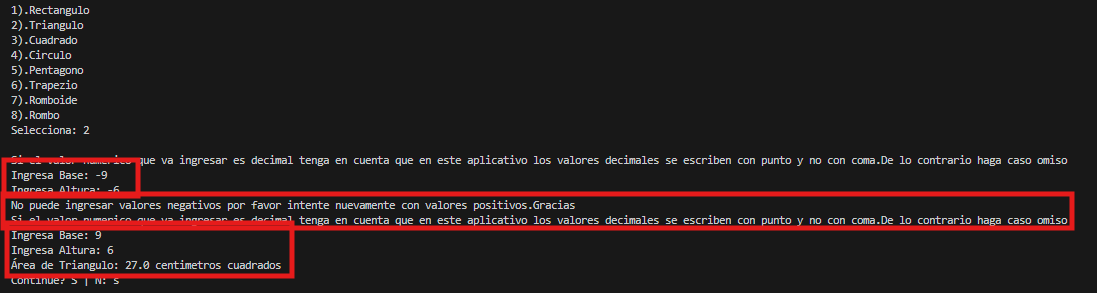 1).Rectangulo
2).Triangulo
3).Cuadrado
4).Circulo
5).Pentagono
6).Trapezio
7).Romboide
8).Rombo
Selecciona: 2
Si el valor numerico que va ingresar es decimal tenga en cuenta que en este aplicativo los valores decimales se escriben con punto y no con coma.De lo contrario haga caso omiso
Ingresa Base: -9
Ingresa Altura: -6
No puede ingresar valores negativos por favor intente nuevamente con valores positivos.Gracias
Si el valor numerico que va ingresar es decimal tenga en cuenta que en este aplicativo los valores decimales se escriben con punto y no con coma.De lo contrario haga caso omiso
Ingresa Base: 9
Ingresa Altura: 6
Área de Triangulo: 27.0 centimetros cuadrados
Continue? S | N: s